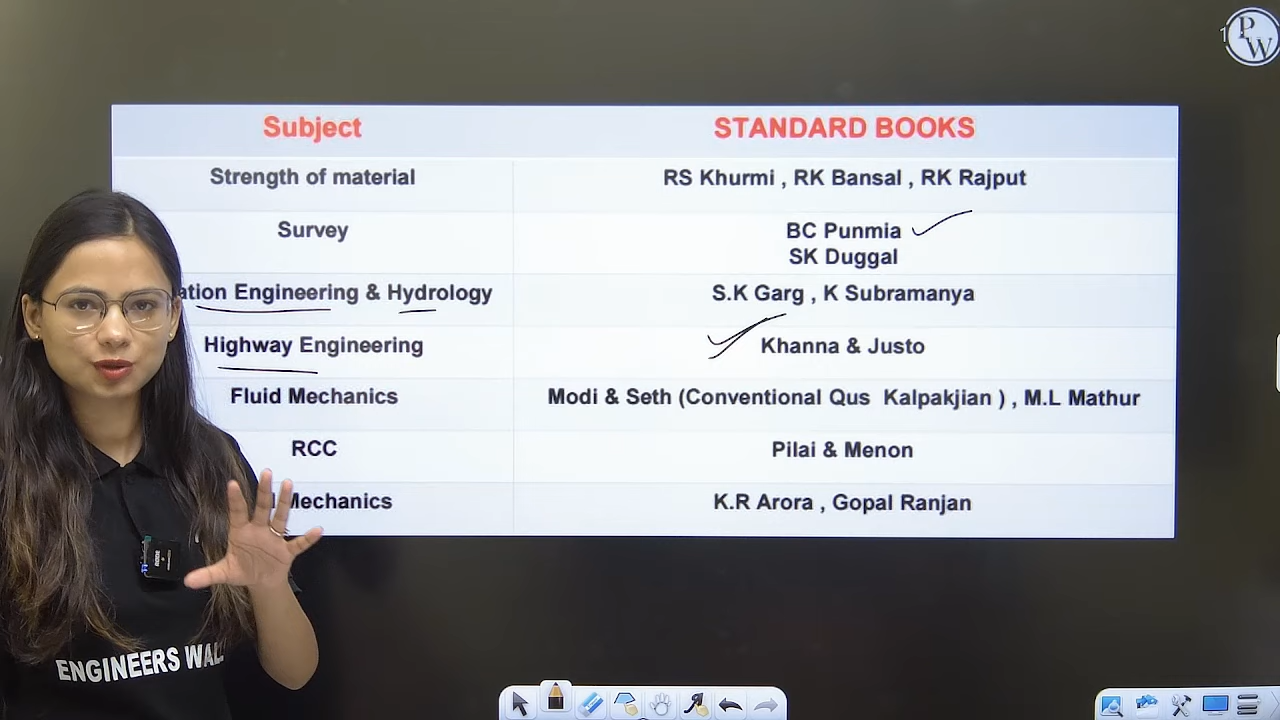 PW
Subject STANDARD BOOKS
Strength of material RS Khurmi , RK Bansal , RK Rajput
Survey BC Punmia
SK Duggal
ation Engineering & Hydrology S.K Garg , K Subramanya
Highway Engineering Khanna & Justo
Fluid Mechanics Modi & Seth (Conventional Qus Kalpakjian ) , M.L Mathur
RCC Pilai & Menon
Mechanics K.R Arora , Gopal Ranjan
ENGINEERS WAL